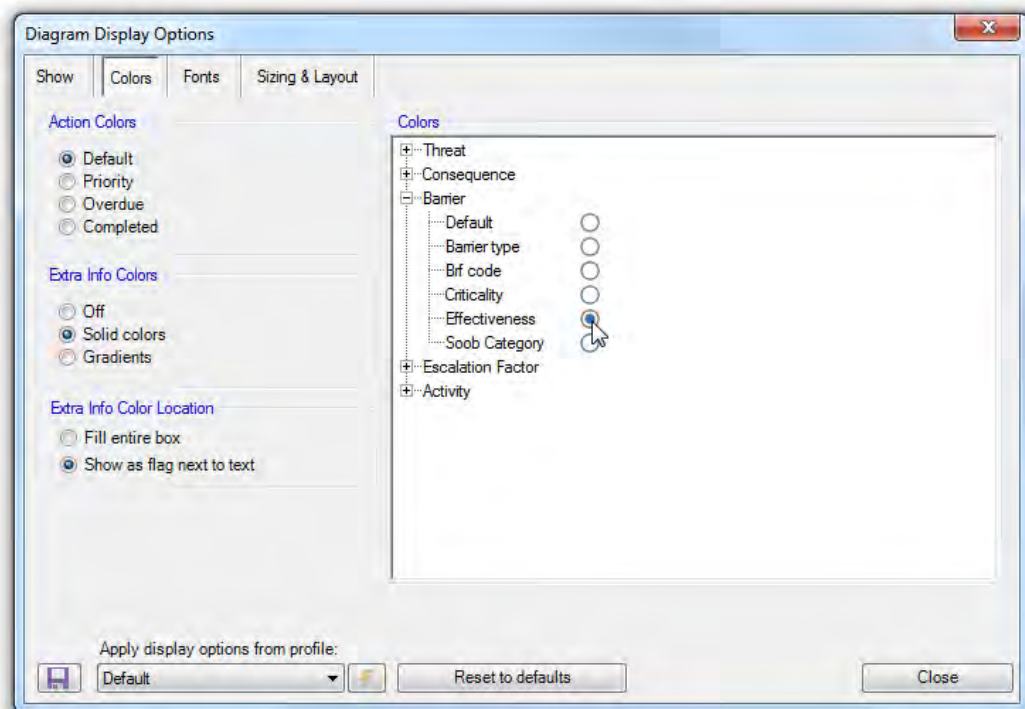 Diagram Display Options
Show
Colors
Fonts
Sizing & Layout
Action Colors
Default
Priority
Overdue
Completed
Extra Info Colors
Off
Solid colors
Gradients
Extra Info Color Location
Fill entire box
Show as flag next to text
Colors
Threat
Consequence
Barrier
Default
Barrier type
Brf code
Criticality
Effectiveness
Soob Category
Escalation Factor
Activity
Apply display options from profile:
Default
Reset to defaults
Close